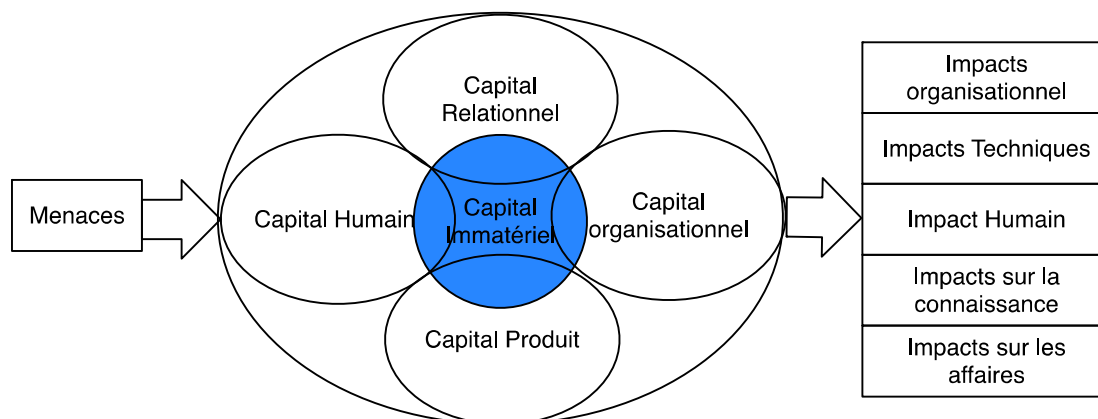 Menaces
Capital
Relationnel
Capital Humain
Capital
Immatériel
Capital
organisationnel
Capital Produit
Impacts
organisationnel
Impacts Techniques
Impact Humain
Impacts sur la
connaissance
Impacts sur les
affaires